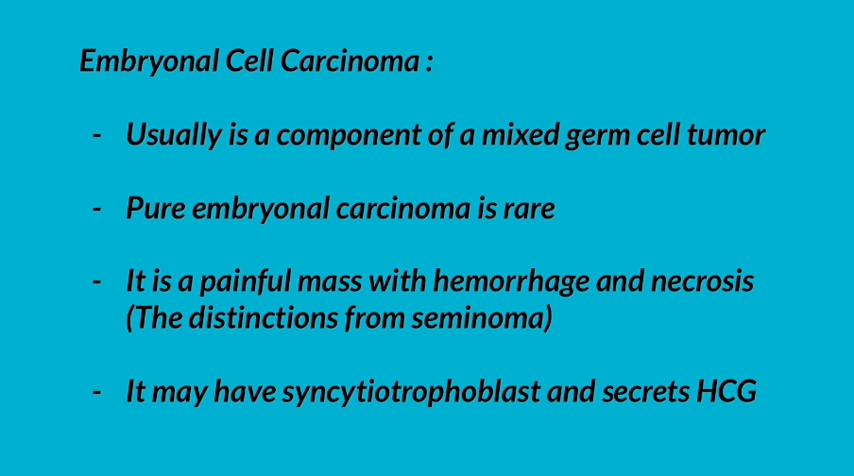 Embryonal Cell Carcinoma :
- Usually is a component of a mixed germ cell tumor
- Pure embryonal carcinoma is rare
- It is a painful mass with hemorrhage and necrosis
(The distinctions from seminoma)
- It may have syncytiotrophoblast and secrets HCG